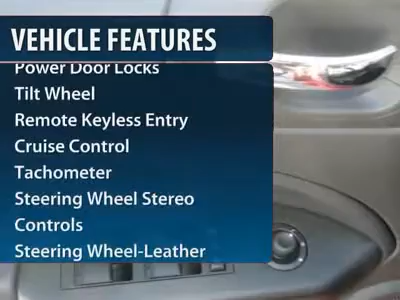 VEHICLE FEATURES
Power Door Locks
Tilt Wheel
Remote Keyless Entry
Cruise Control
Tachometer
Steering Wheel Stereo
Controls
Steering Wheel-Leather